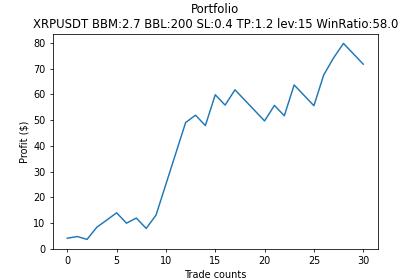 Portfolio
XRPUSDT BBM:2.7 BBL:200 SL:0.4 TP:1.2 lev:15 WinRatio:58.0
80
70
60
50
40
30
20
10
0
Profit ($)
0 5 10 15 20 25 30
Trade counts